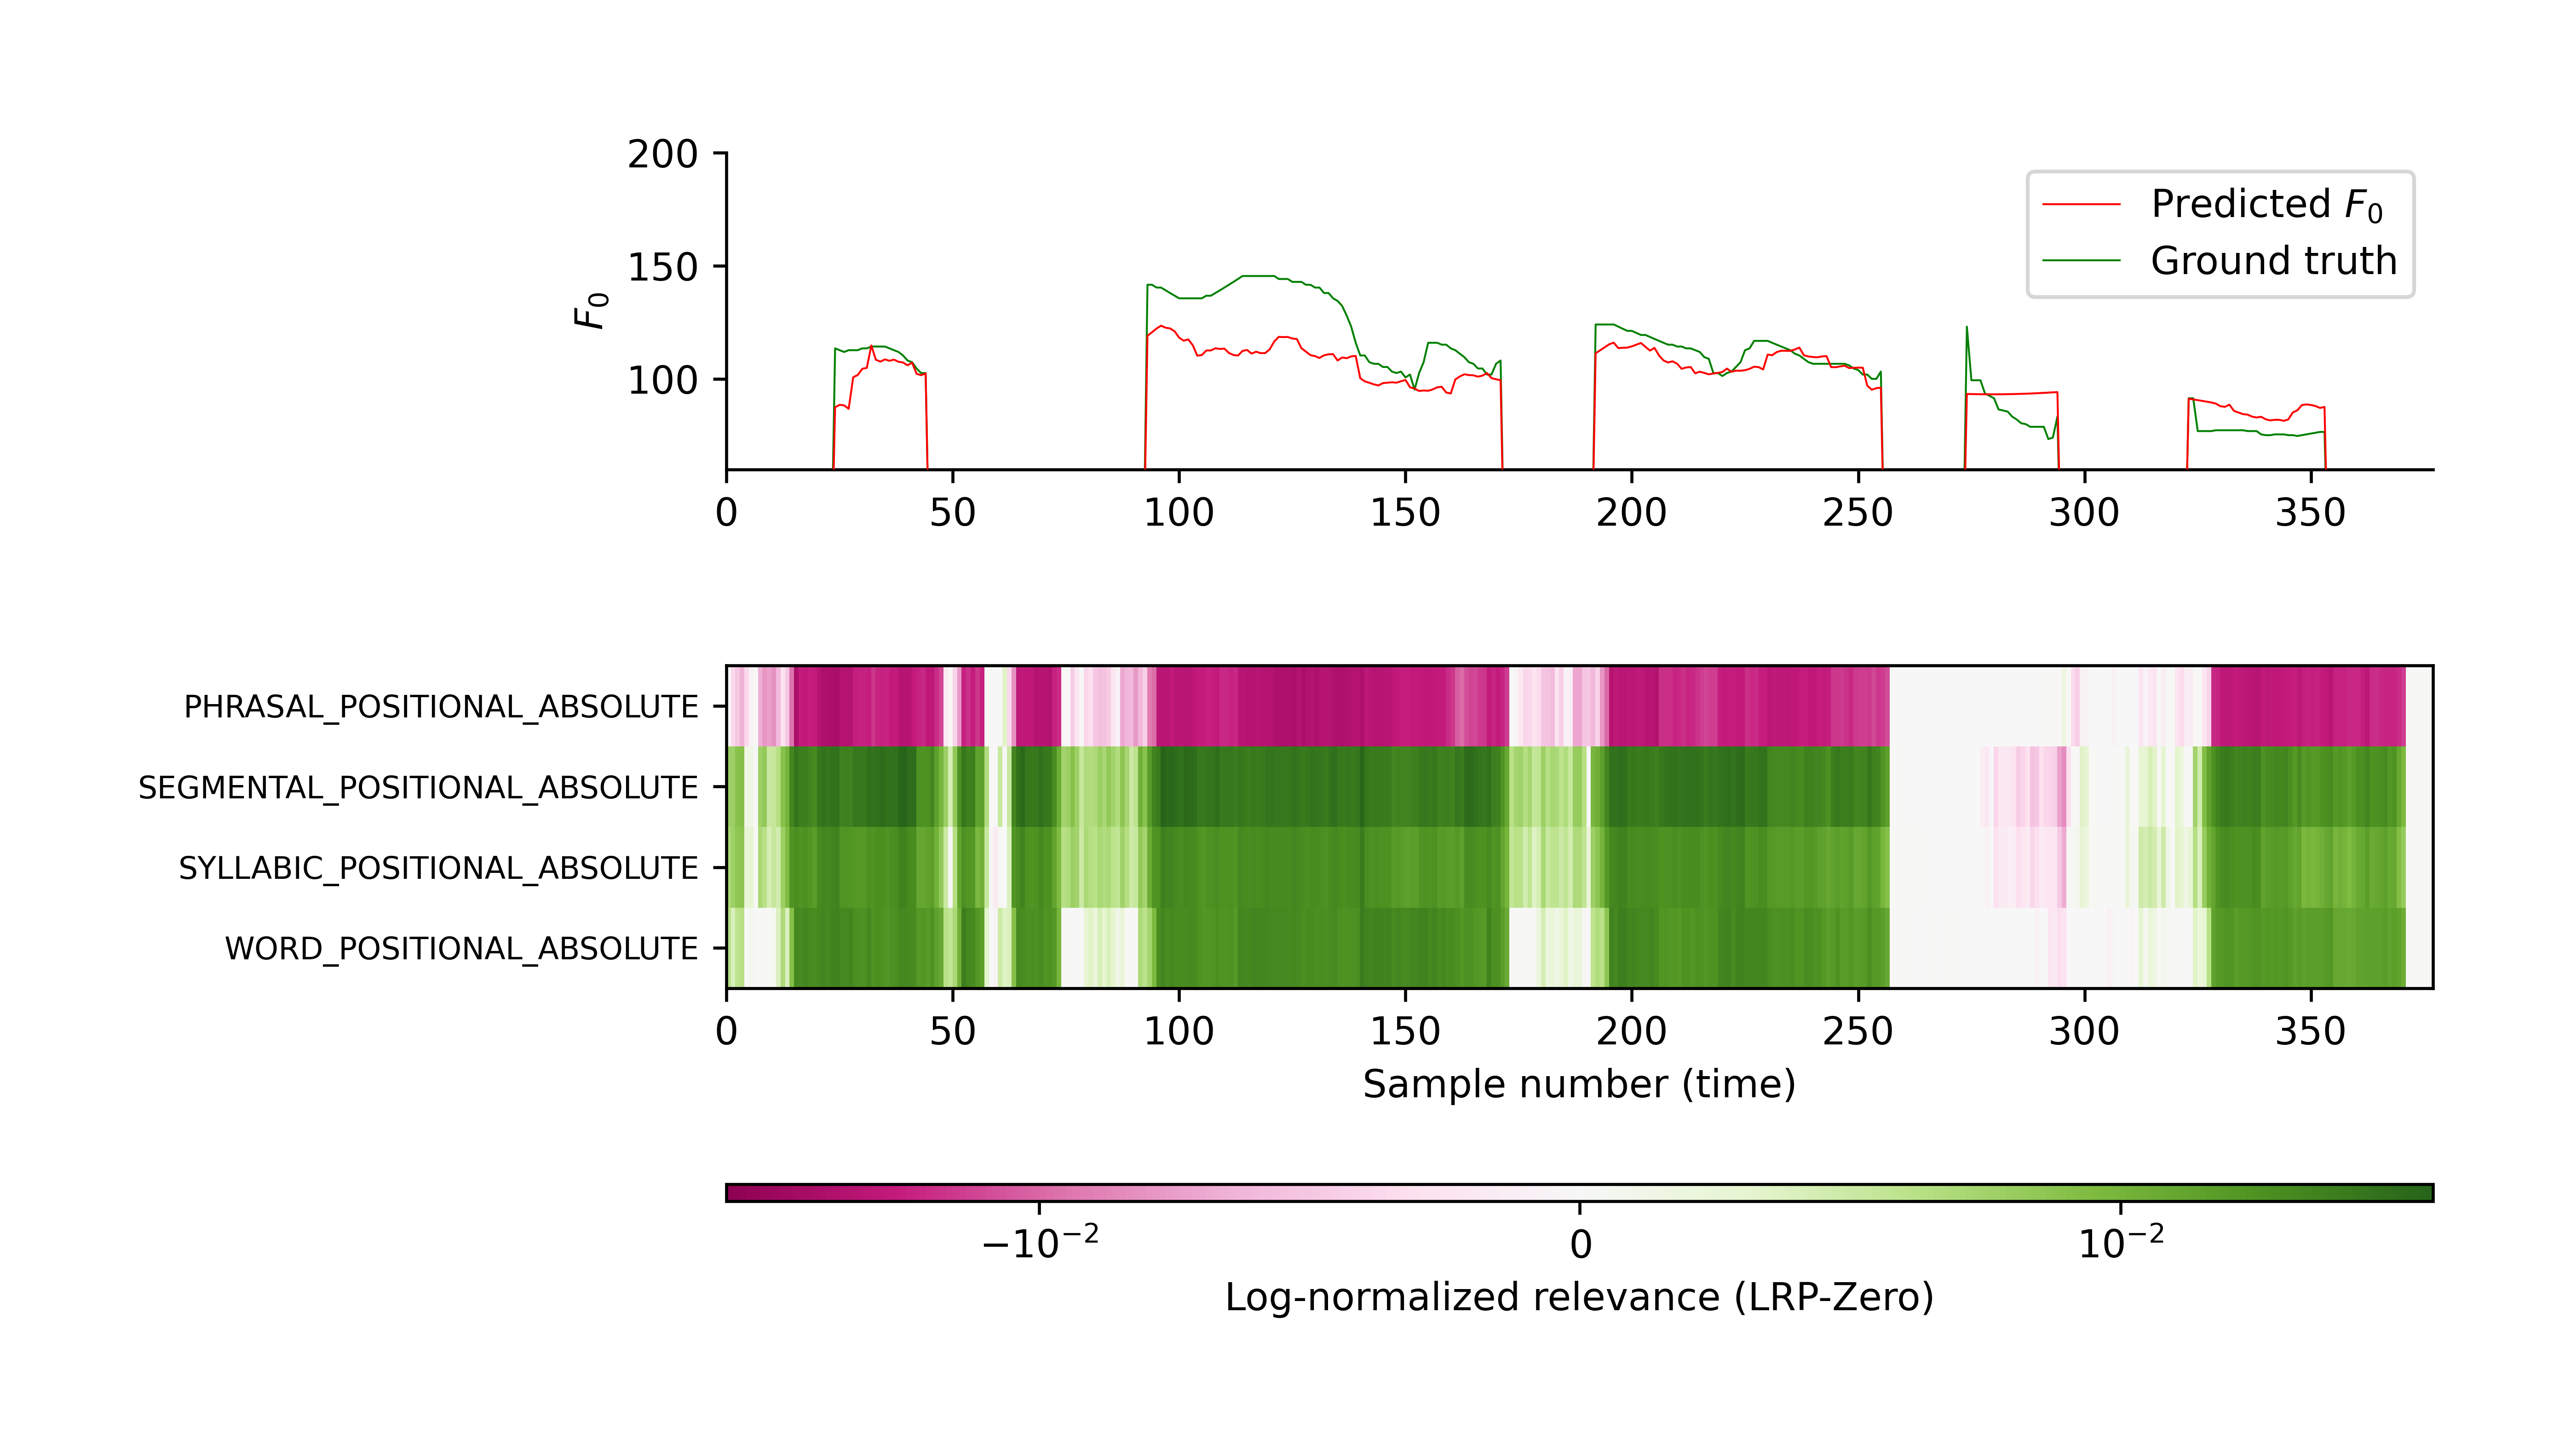 200
150
100
F₀
Predicted F₀
Ground truth
0 50 100 150 200 250 300 350
PHRASAL_POSITIONAL_ABSOLUTE
SEGMENTAL_POSITIONAL_ABSOLUTE
SYLLABIC_POSITIONAL_ABSOLUTE
WORD_POSITIONAL_ABSOLUTE
0 50 100 150 200 250 300 350
Sample number (time)
−10⁻² 0 10⁻²
Log-normalized relevance (LRP-Zero)